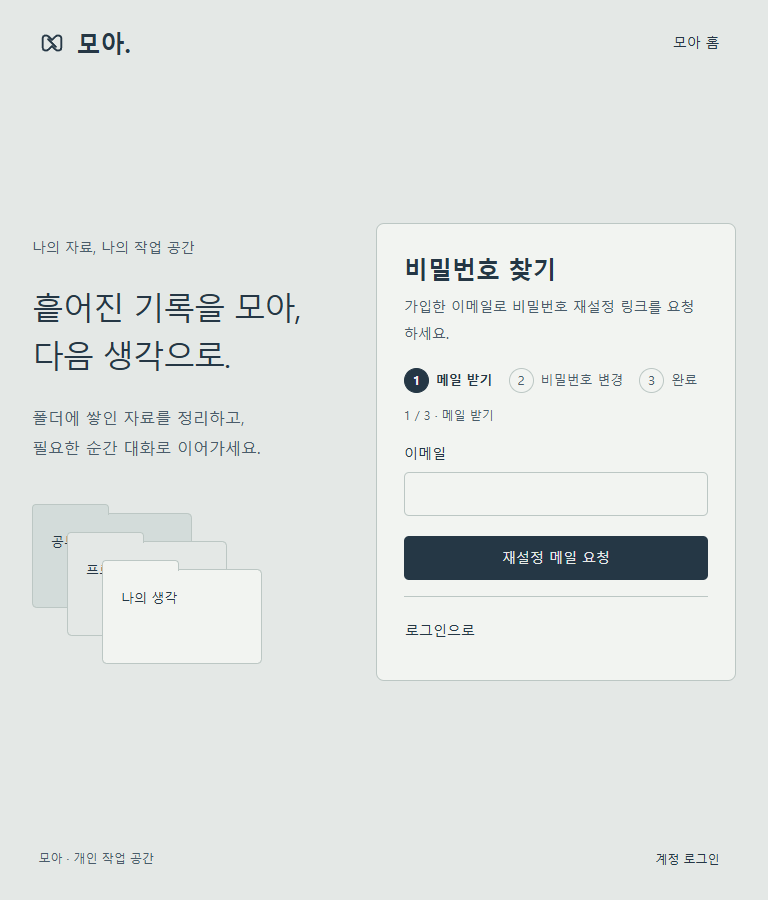 모아.
모아 홈
나의 자료, 나의 작업 공간
흩어진 기록을 모아,
다음 생각으로.
폴더에 쌓인 자료를 정리하고,
필요한 순간 대화로 이어가세요.
나의 생각
비밀번호 찾기
가입한 이메일로 비밀번호 재설정 링크를 요청
하세요.
1 메일 받기 2 비밀번호 변경 3 완료
1 / 3 · 메일 받기
이메일
재설정 메일 요청
로그인으로
모아 · 개인 작업 공간
계정 로그인